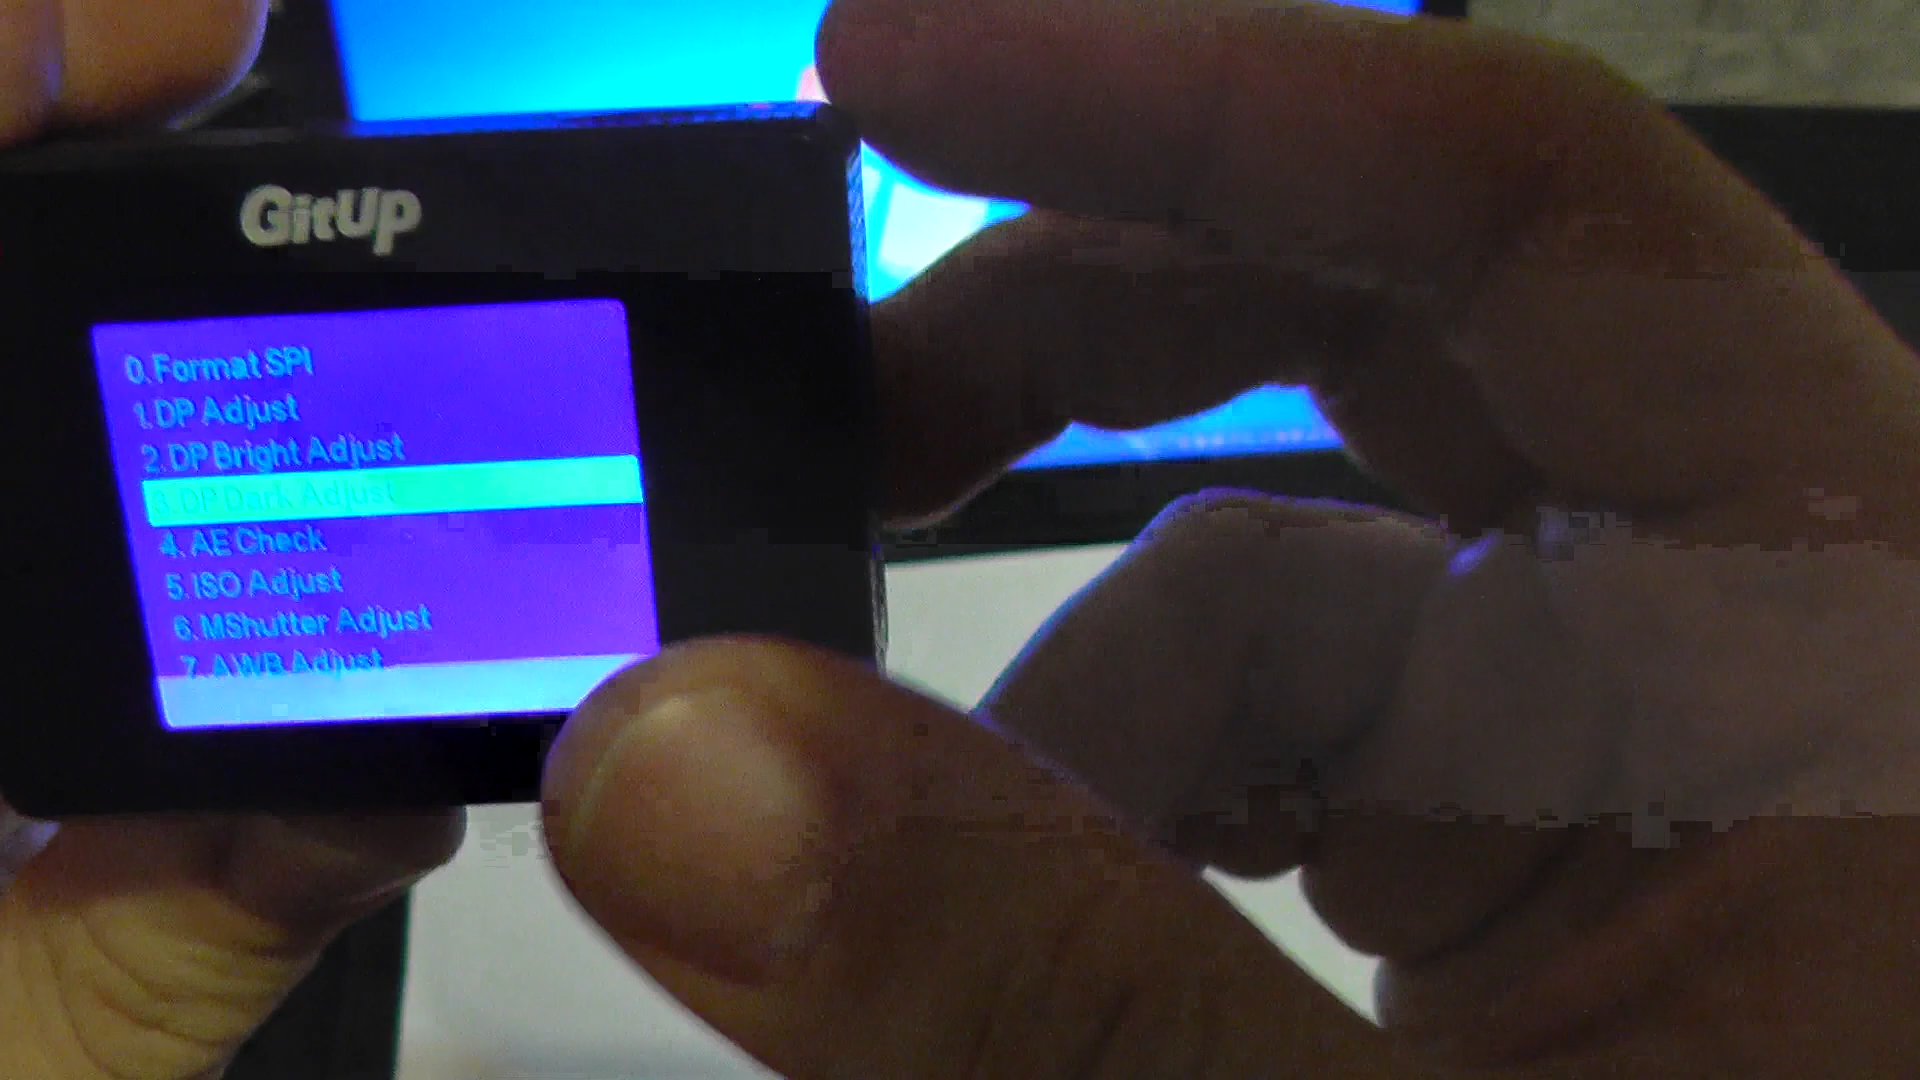 GitUp
0. Format SPI
1. DP Adjust
2. DP Bright Adjust
3. DP Dark Adjust
4. AE Check
5. ISO Adjust
6. MShutter Adjust
7. AWB Adjust